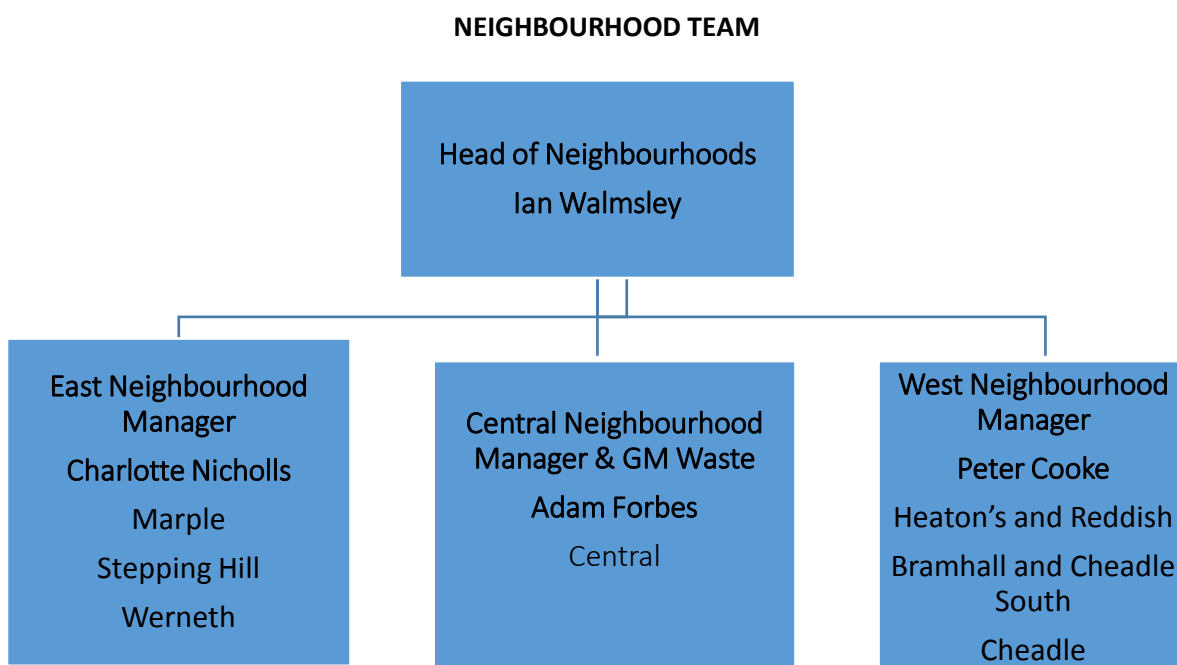 NEIGHBOURHOOD TEAM
Head of Neighbourhoods
Ian Walmsley
East Neighbourhood
Manager
Charlotte Nicholls
Marple
Stepping Hill
Werneth
Central Neighbourhood
Manager & GM Waste
Adam Forbes
Central
West Neighbourhood
Manager
Peter Cooke
Heaton’s and Reddish
Bramhall and Cheadle
South
Cheadle